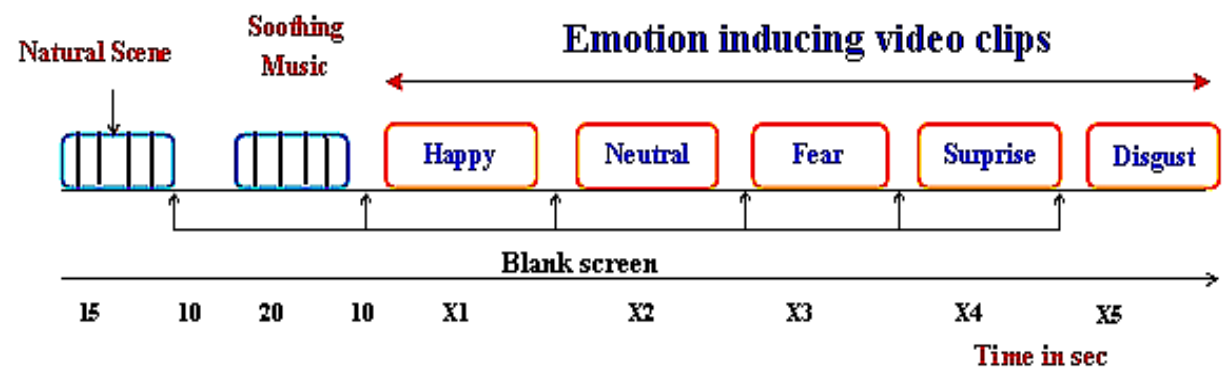 Natural Scene
Soothing
Music
Emotion inducing video clips
Happy
Neutral
Fear
Surprise
Disgust
Blank screen
15 10 20 10 X1 X2 X3 X4 X5
Time in sec